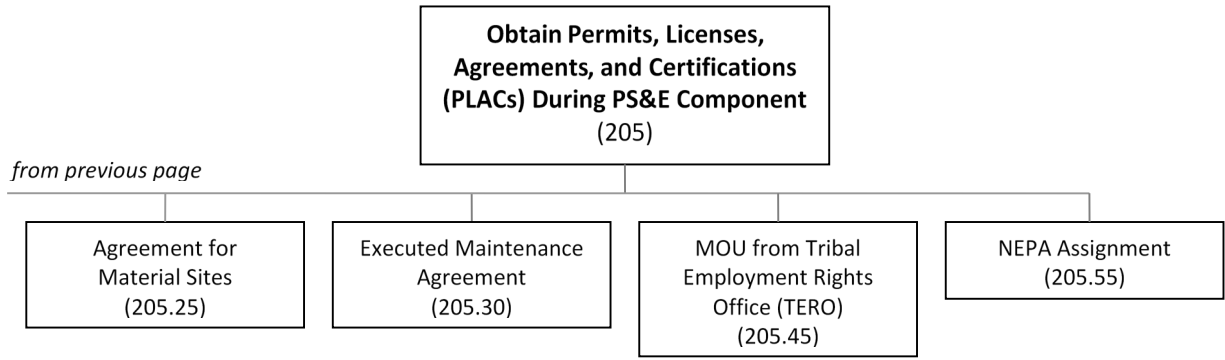 Obtain Permits, Licenses,
Agreements, and Certifications
(PLACs) During PS&E Component
(205)
from previous page
Agreement for
Material Sites
(205.25)
Executed Maintenance
Agreement
(205.30)
MOU from Tribal
Employment Rights
Office (TERO)
(205.45)
NEPA Assignment
(205.55)